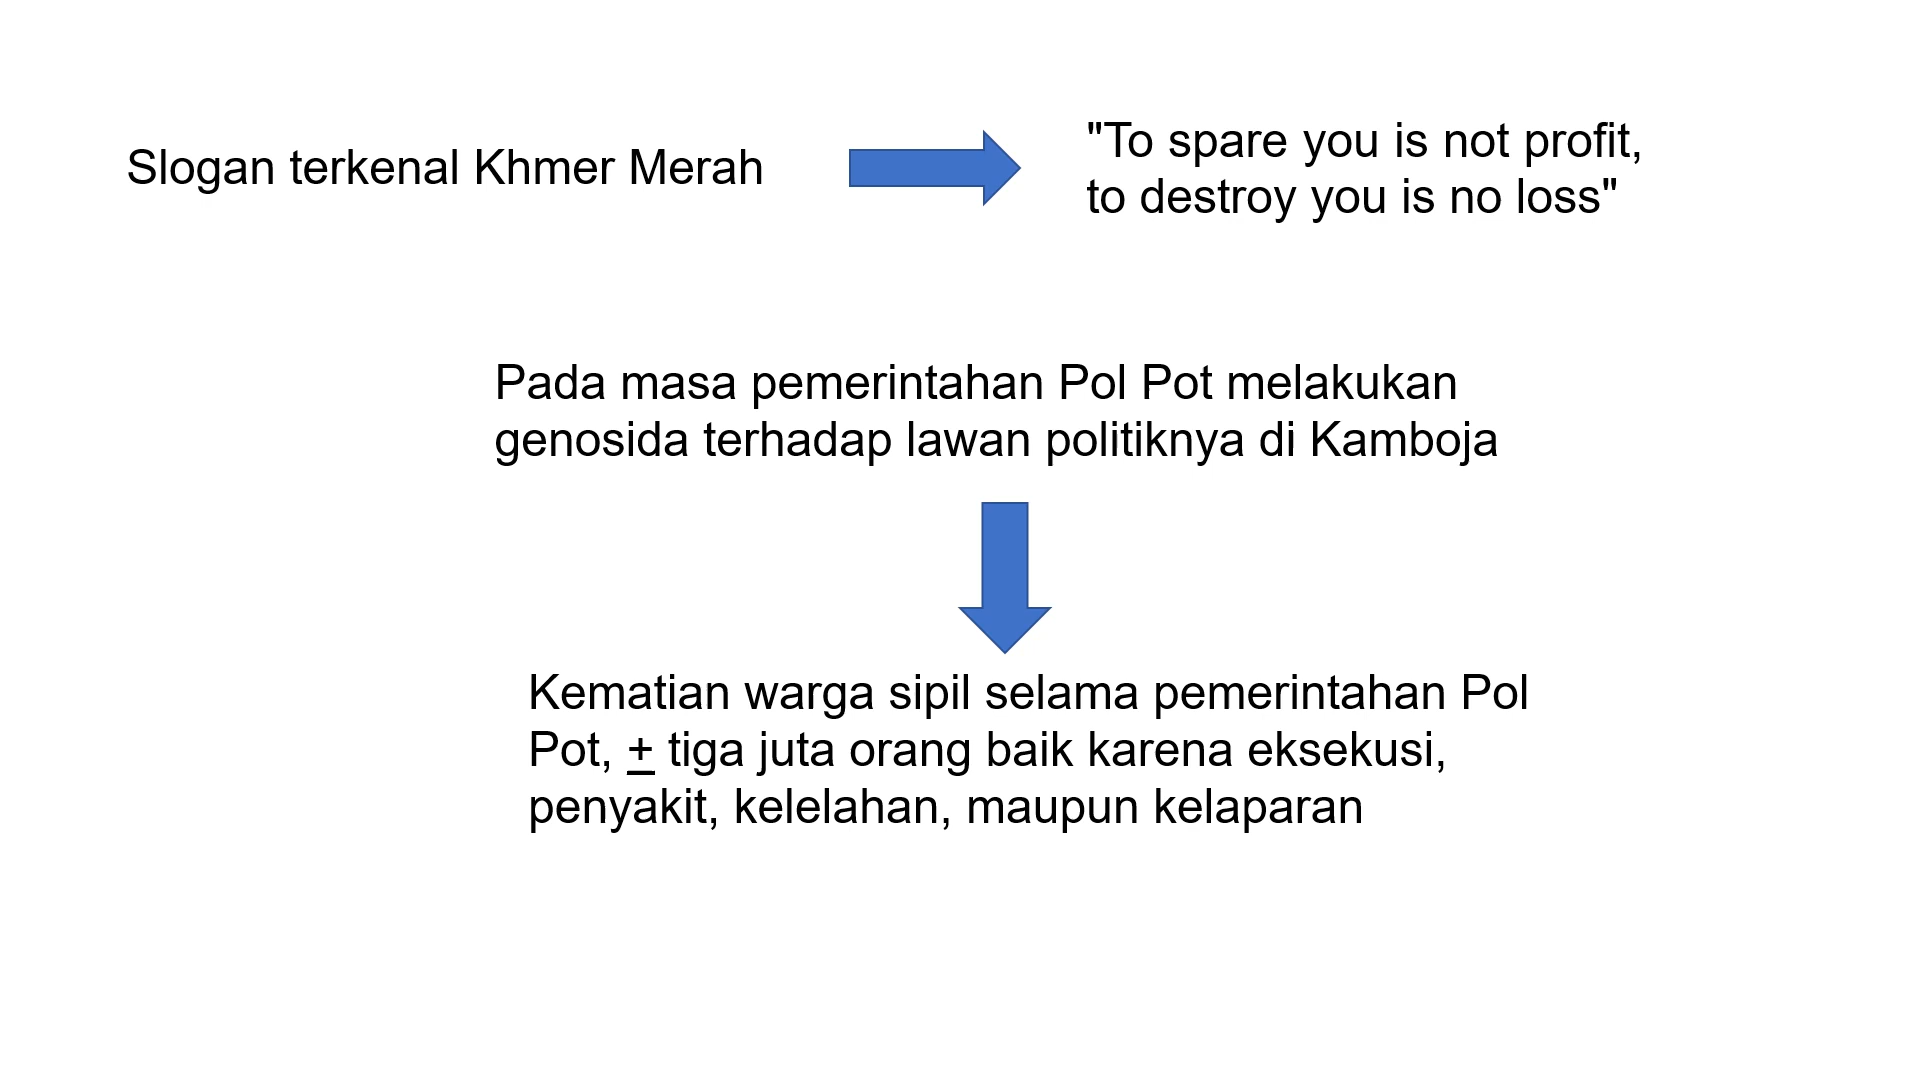 Slogan terkenal Khmer Merah
"To spare you is not profit,
to destroy you is no loss"
Pada masa pemerintahan Pol Pot melakukan
genosida terhadap lawan politiknya di Kamboja
Kematian warga sipil selama pemerintahan Pol
Pot, + tiga juta orang baik karena eksekusi,
penyakit, kelelahan, maupun kelaparan